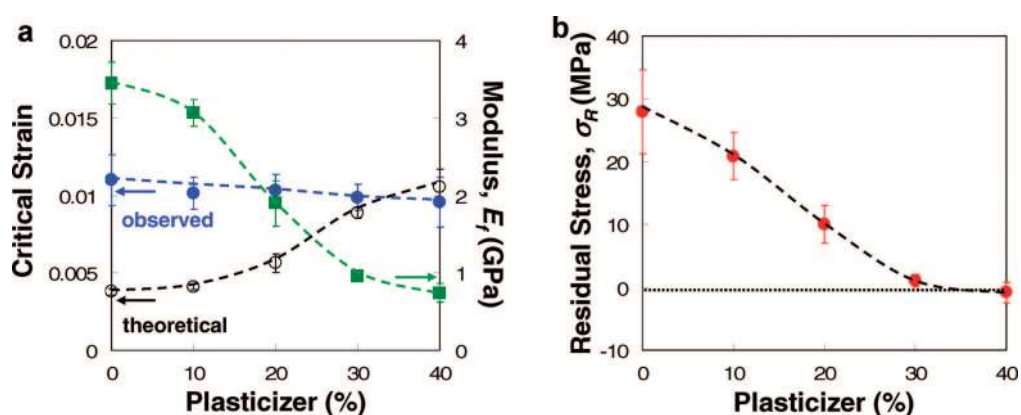 a
0.02
0.015
0.01
0.005
0
Critical Strain
observed
theoretical
4
3
2
1
0
Modulus, E_f (GPa)
0 10 20 30 40
Plasticizer (%)
b
40
30
20
10
0
-10
Residual Stress, σ_R (MPa)
0 10 20 30 40
Plasticizer (%)